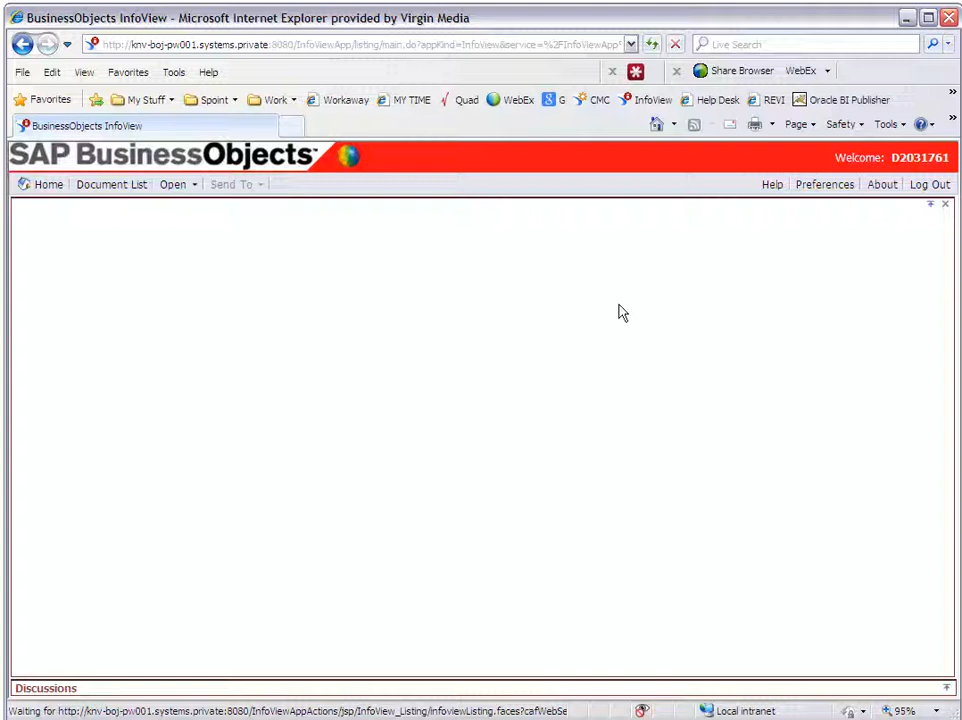 BusinessObjects InfoView - Microsoft Internet Explorer provided by Virgin Media
http://knv-boj-pw001.systems.private:8080/InfoViewApp/listing/main.do?appKind=InfoView&service=%2FInfoViewApp%
Live Search
File Edit View Favorites Tools Help
Share Browser WebEx
Favorites My Stuff Spoint Work Workaway MY TIME Quad WebEx G CMC InfoView Help Desk REVI Oracle BI Publisher
BusinessObjects InfoView
Page Safety Tools
SAP BusinessObjects™
Welcome: D2031761
Home Document List Open Send To
Help Preferences About Log Out
Discussions
Waiting for http://knv-boj-pw001.systems.private:8080/InfoViewAppActions/jsp/InfoView_Listing/infoviewListing.faces?cafWebSe Local intranet 95%